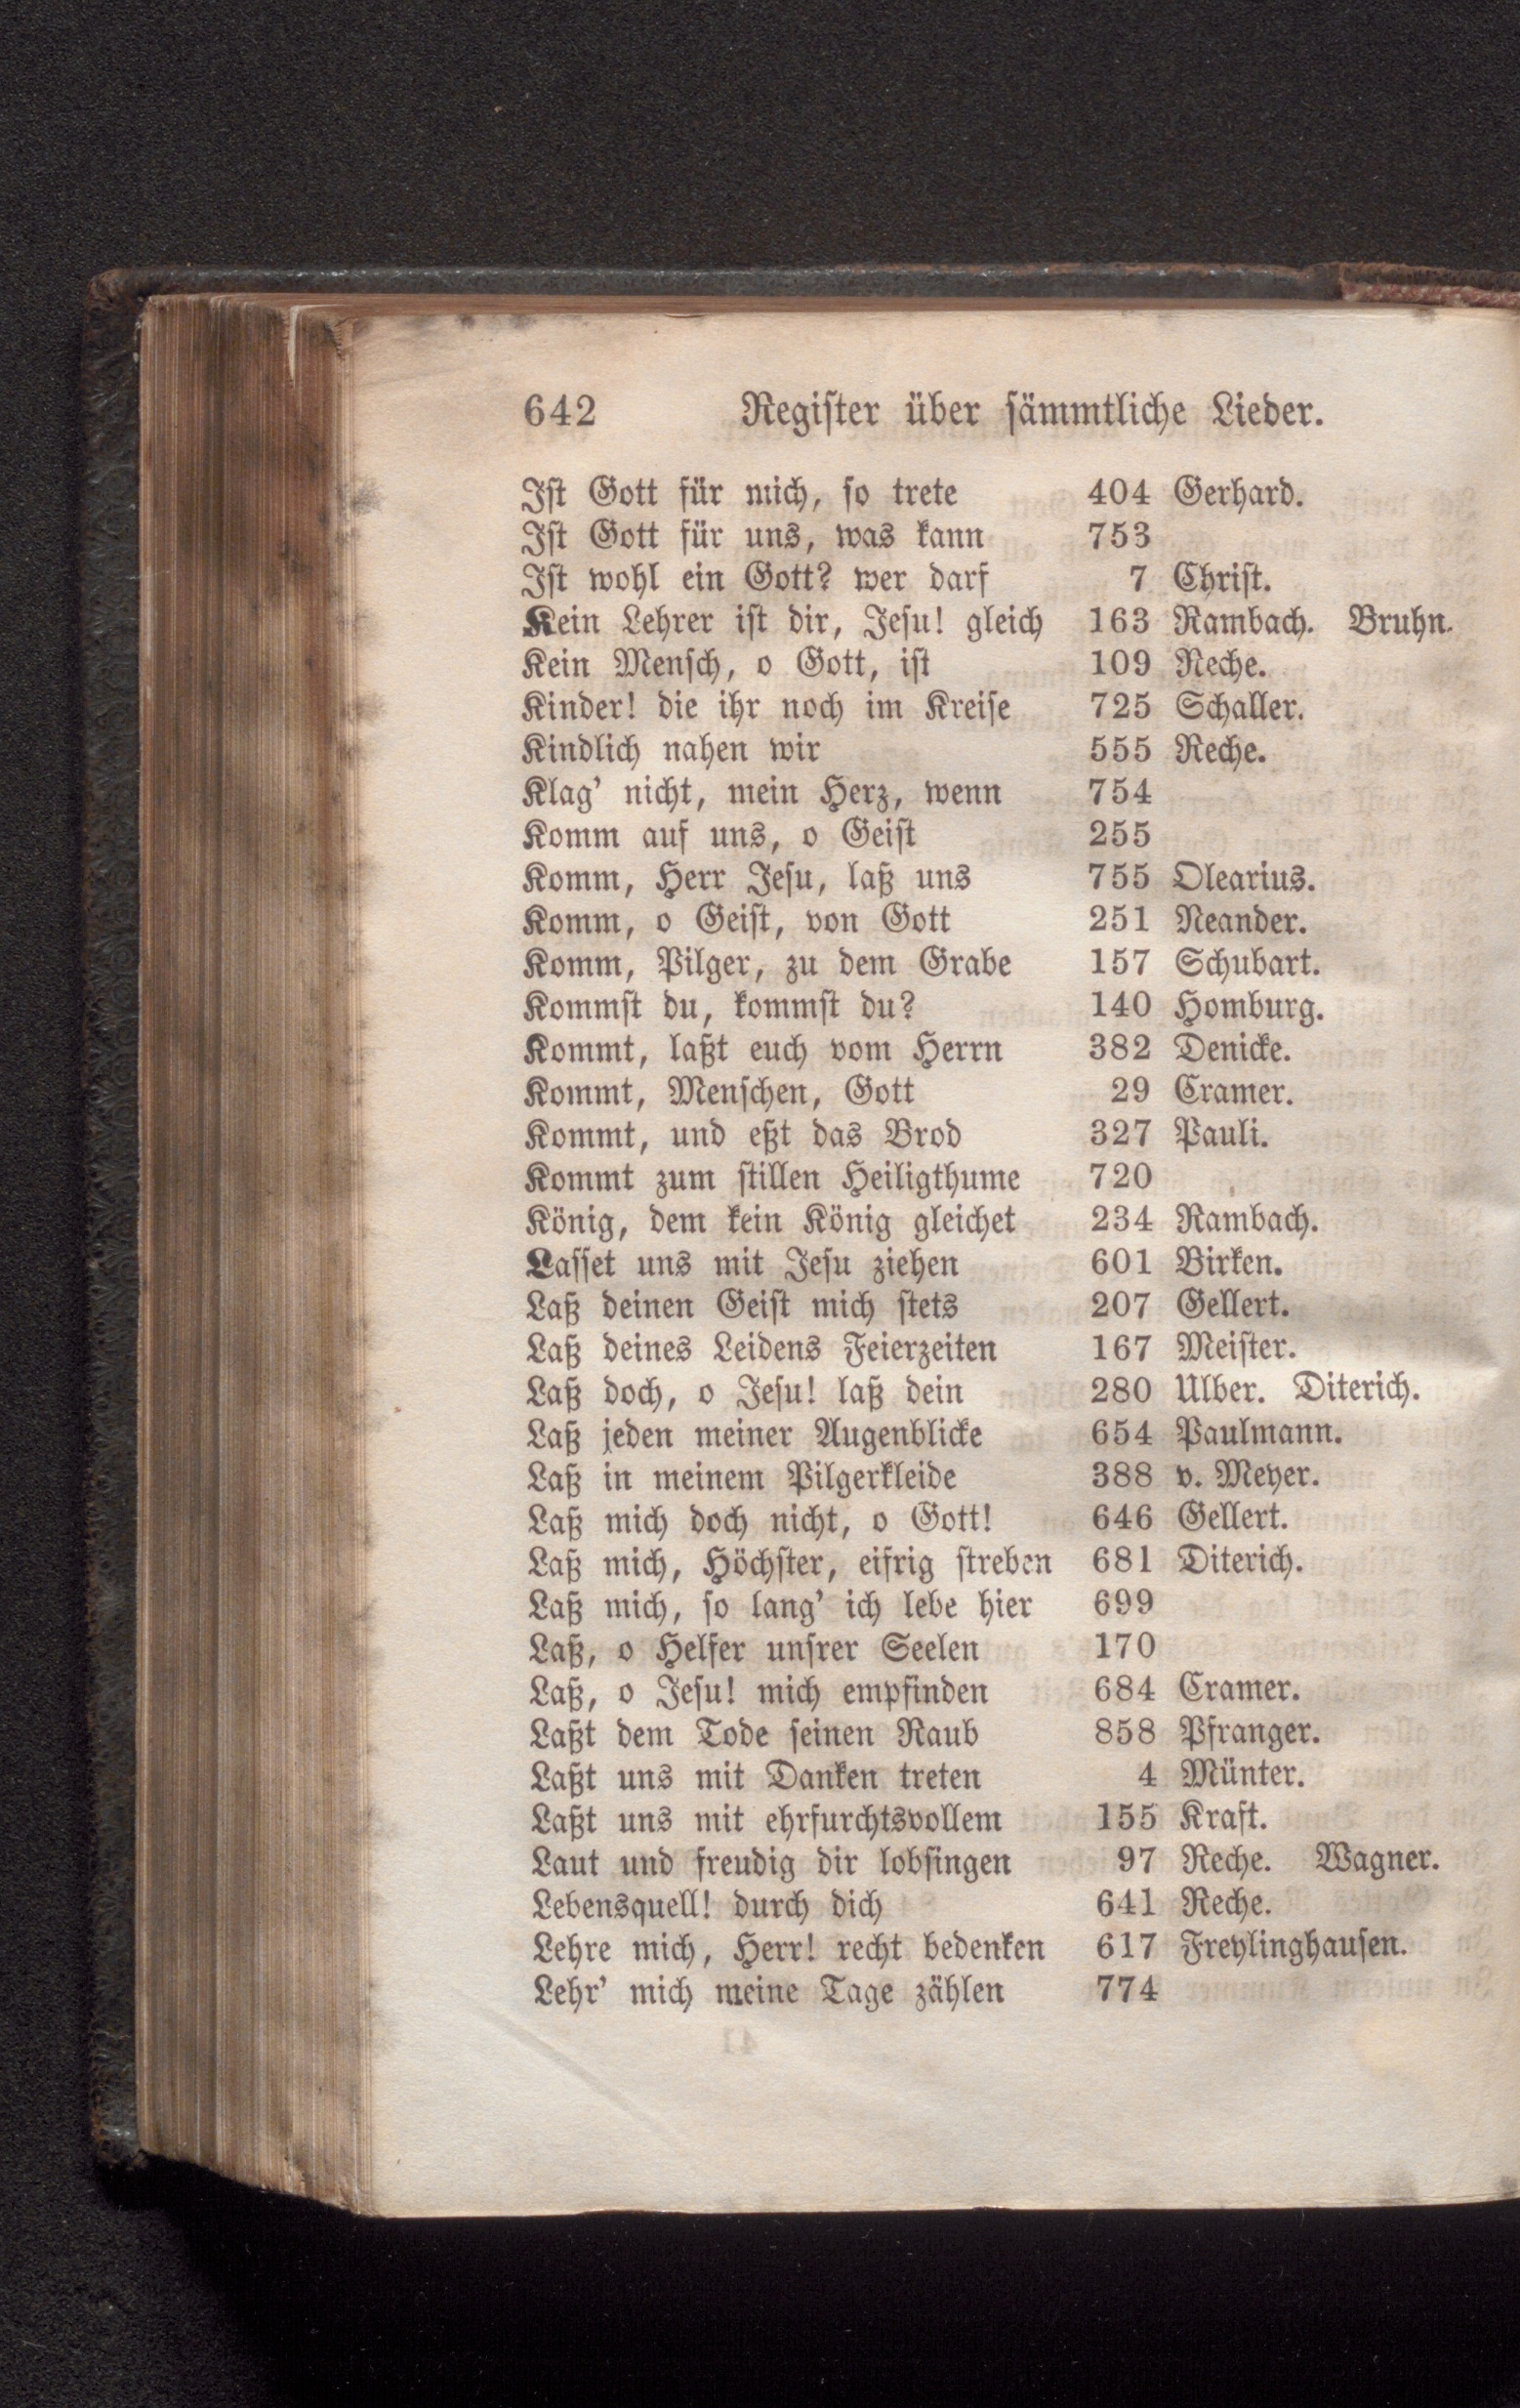 642 Register über sämmtliche Lieder.
Ist Gott für mich, so trete 404 Gerhard.
Ist Gott für uns, was kann 753
Ist wohl ein Gott? wer darf 7 Christ.
Kein Lehrer ist dir, Jesu! gleich 163 Rambach. Bruhn.
Kein Mensch, o Gott, ist 109 Reche.
Kinder! die ihr noch im Kreise 725 Schaller.
Kindlich nahen wir 555 Reche.
Klag' nicht, mein Herz, wenn 754
Komm auf uns, o Geist 255
Komm, Herr Jesu, laß uns 755 Olearius.
Komm, o Geist, von Gott 251 Neander.
Komm, Pilger, zu dem Grabe 157 Schubart.
Kommst du, kommst du? 140 Homburg.
Kommt, laßt euch vom Herrn 382 Denicke.
Kommt, Menschen, Gott 29 Cramer.
Kommt, und eßt das Brod 327 Pauli.
Kommt zum stillen Heiligthume 720
König, dem kein König gleichet 234 Rambach.
Lasset uns mit Jesu ziehen 601 Birken.
Laß deinen Geist mich stets 207 Gellert.
Laß deines Leidens Feierzeiten 167 Meister.
Laß doch, o Jesu! laß dein 280 Ulber. Diterich.
Laß jeden meiner Augenblicke 654 Paulmann.
Laß in meinem Pilgerkleide 388 v. Meyer.
Laß mich doch nicht, o Gott! 646 Gellert.
Laß mich, Höchster, eifrig streben 681 Diterich.
Laß mich, so lang' ich lebe hier 699
Laß, o Helfer unsrer Seelen 170
Laß, o Jesu! mich empfinden 684 Cramer.
Laßt dem Tode seinen Raub 858 Pfranger.
Laßt uns mit Danken treten 4 Münter.
Laßt uns mit ehrfurchtsvollem 155 Kraft.
Laut und freudig dir lobsingen 97 Reche. Wagner.
Lebensquell! durch dich 641 Reche.
Lehre mich, Herr! recht bedenken 617 Freylinghausen.
Lehr' mich meine Tage zählen 774